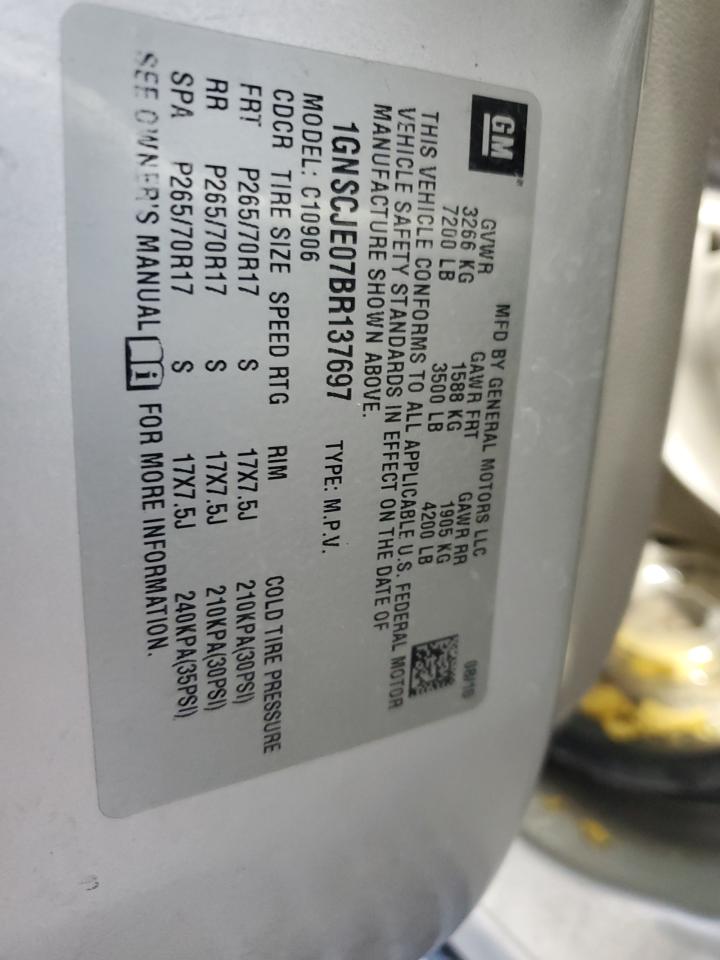 GM
MFD BY GENERAL MOTORS LLC
GVWR GAWR FRT GAWR RR
3266 KG 1588 KG 1905 KG
7200 LB 3500 LB 4200 LB
THIS VEHICLE CONFORMS TO ALL APPLICABLE U.S. FEDERAL MOTOR
VEHICLE SAFETY STANDARDS IN EFFECT ON THE DATE OF
MANUFACTURE SHOWN ABOVE.
1GNSCJE07BR137697 TYPE: M.P.V.
MODEL: C10906
CDCR TIRE SIZE SPEED RTG RIM COLD TIRE PRESSURE
FRT P265/70R17 S 17X7.5J 210KPA(30PSI)
RR P265/70R17 S 17X7.5J 210KPA(30PSI)
SPA P265/70R17 S 17X7.5J 240KPA(35PSI)
SEE OWNER'S MANUAL i FOR MORE INFORMATION.